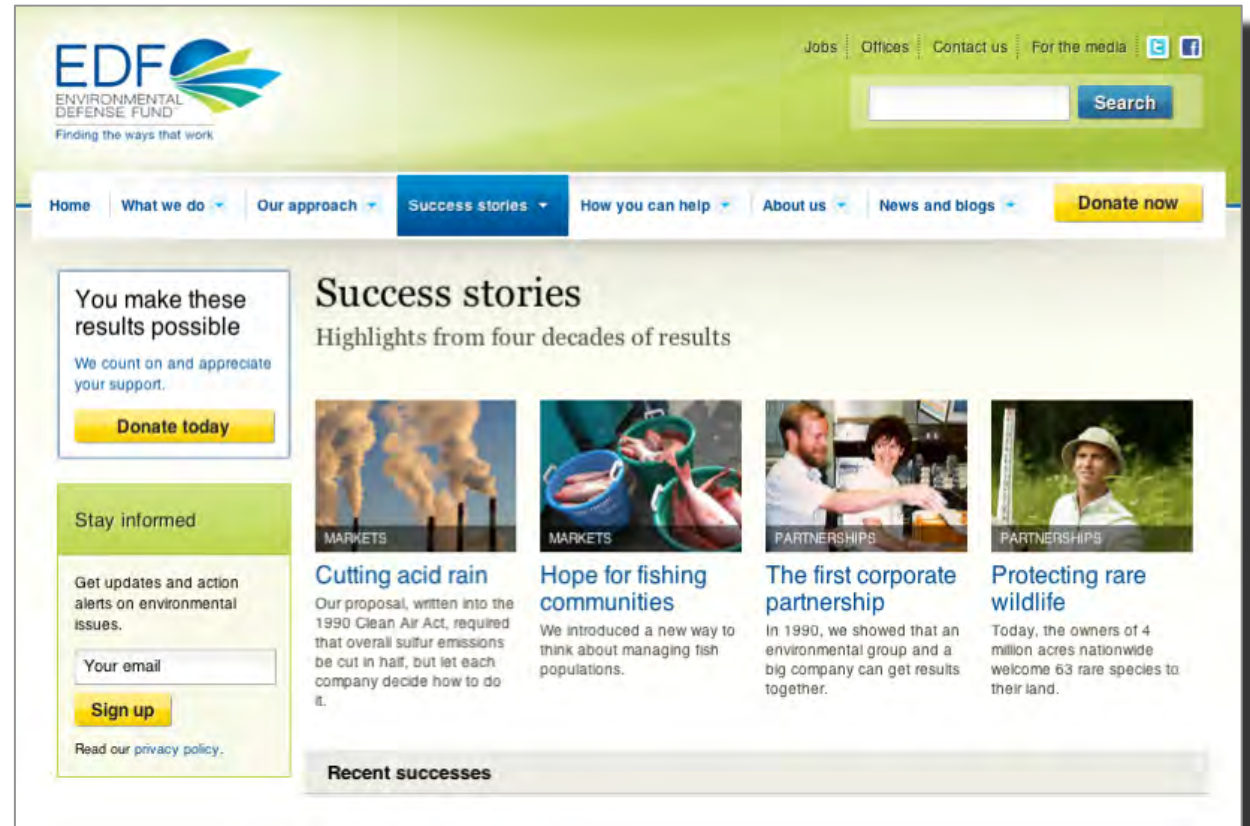 EDF
ENVIRONMENTAL
DEFENSE FUND™
Finding the ways that work
Jobs Offices Contact us For the media
Search
Home What we do Our approach Success stories How you can help About us News and blogs Donate now
You make these
results possible
We count on and appreciate
your support.
Donate today
Stay informed
Get updates and action
alerts on environmental
issues.
Your email
Sign up
Read our privacy policy.
Success stories
Highlights from four decades of results
MARKETS
Cutting acid rain
Our proposal, written into the
1990 Clean Air Act, required
that overall sulfur emissions
be cut in half, but let each
company decide how to do
it.
MARKETS
Hope for fishing
communities
We introduced a new way to
think about managing fish
populations.
PARTNERSHIPS
The first corporate
partnership
In 1990, we showed that an
environmental group and a
big company can get results
together.
PARTNERSHIPS
Protecting rare
wildlife
Today, the owners of 4
million acres nationwide
welcome 63 rare species to
their land.
Recent successes